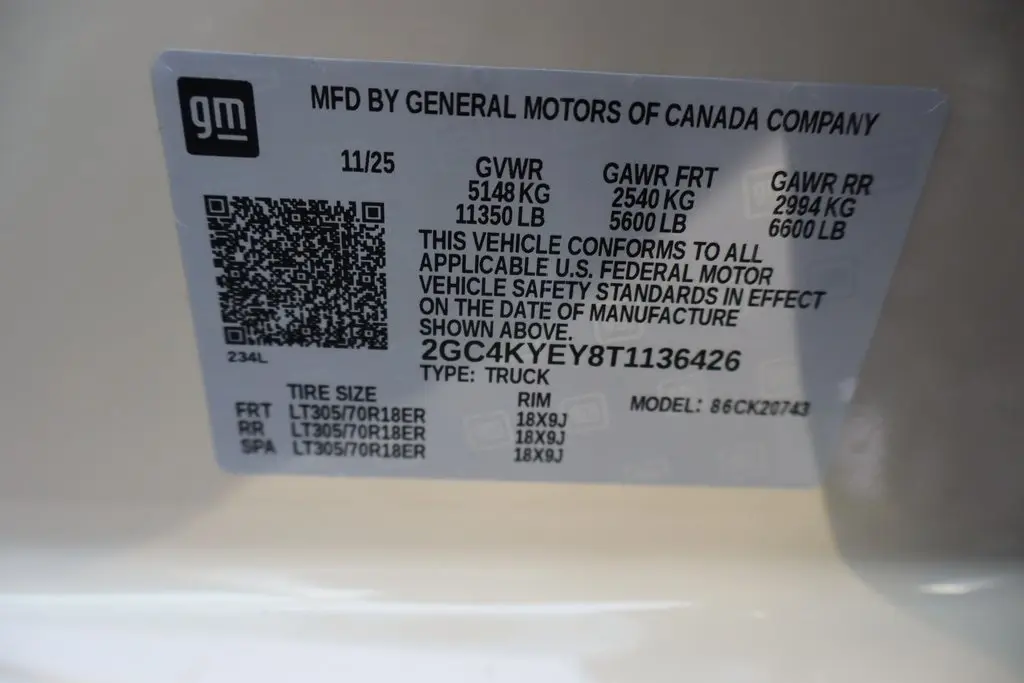 gm
MFD BY GENERAL MOTORS OF CANADA COMPANY
11/25 GVWR GAWR FRT GAWR RR
5148 KG 2540 KG 2994 KG
11350 LB 5600 LB 6600 LB
THIS VEHICLE CONFORMS TO ALL
APPLICABLE U.S. FEDERAL MOTOR
VEHICLE SAFETY STANDARDS IN EFFECT
ON THE DATE OF MANUFACTURE
SHOWN ABOVE.
234L
2GC4KYEY8T1136426
TYPE: TRUCK
TIRE SIZE RIM MODEL: 86CK20743
FRT LT305/70R18ER 18X9J
RR LT305/70R18ER 18X9J
SPA LT305/70R18ER 18X9J